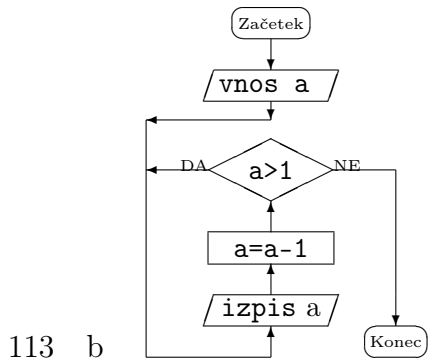 Začetek
vnos a
DA a>1 NE
a=a-1
izpis a
Konec
113 b